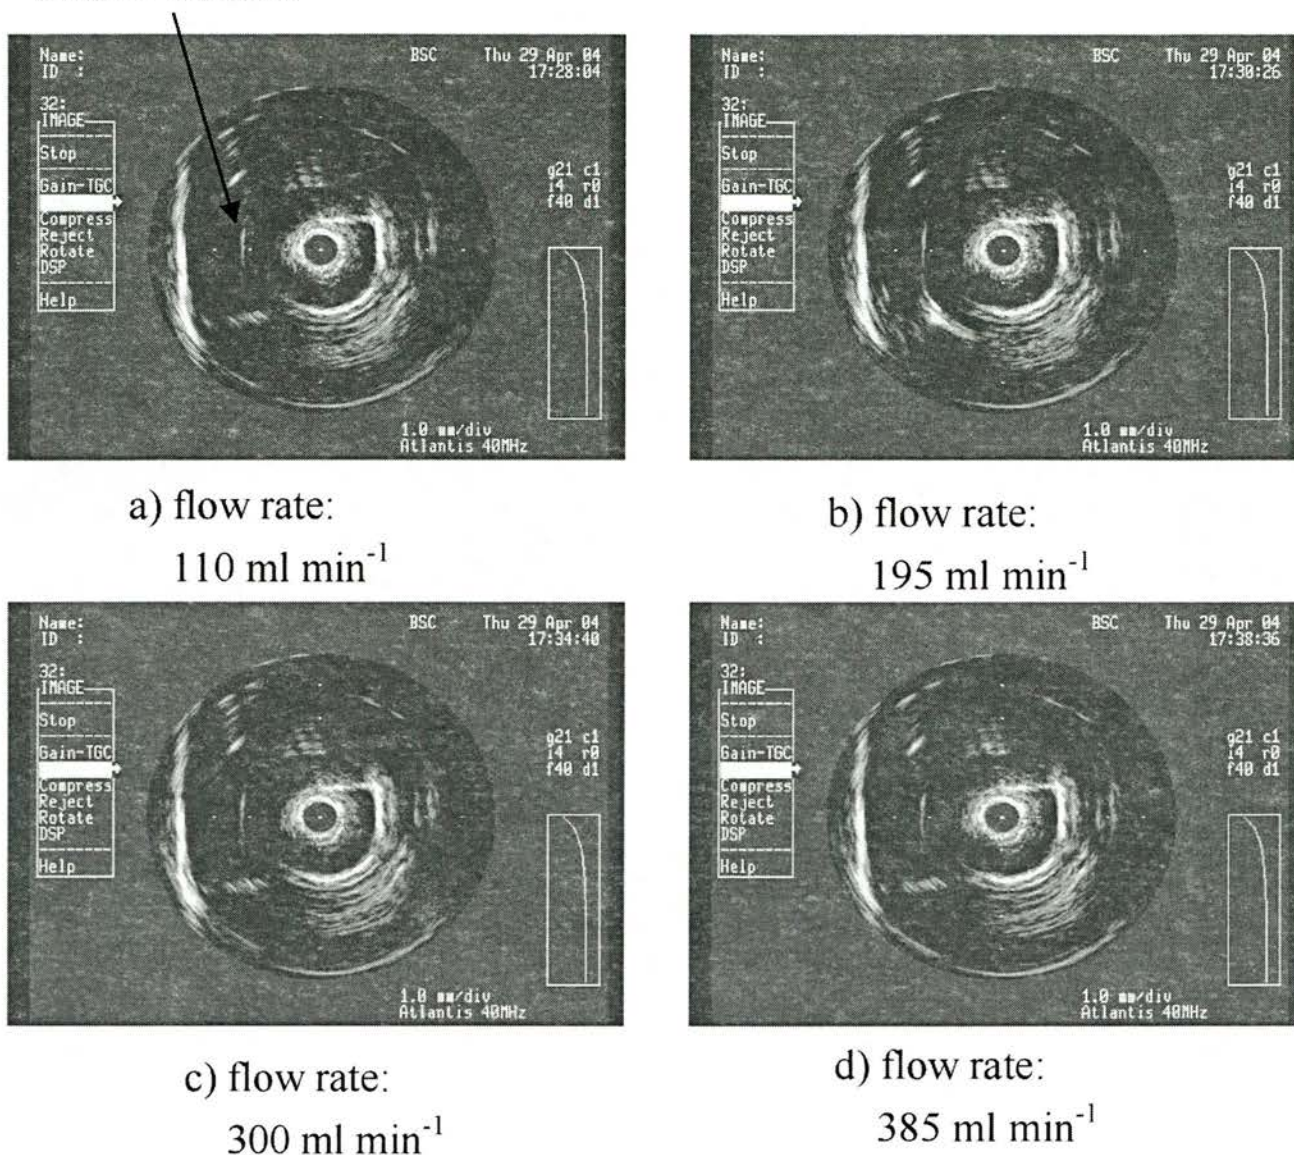 Name:
ID :
BSC
Thu 29 Apr 04
17:28:04
32:
IMAGE
Stop
Gain-TGC
Compress
Reject
Rotate
DSP
Help
g21 c1
i4 r0
f40 d1
1.0 mm/div
Atlantis 40MHz
Name:
ID :
BSC
Thu 29 Apr 04
17:30:26
32:
IMAGE
Stop
Gain-TGC
Compress
Reject
Rotate
DSP
Help
g21 c1
i4 r0
f40 d1
1.0 mm/div
Atlantis 40MHz
a) flow rate:
110 ml min⁻¹
b) flow rate:
195 ml min⁻¹
Name:
ID :
BSC
Thu 29 Apr 04
17:34:40
32:
IMAGE
Stop
Gain-TGC
Compress
Reject
Rotate
DSP
Help
g21 c1
i4 r0
f40 d1
1.0 mm/div
Atlantis 40MHz
Name:
ID :
BSC
Thu 29 Apr 04
17:38:36
32:
IMAGE
Stop
Gain-TGC
Compress
Reject
Rotate
DSP
Help
g21 c1
i4 r0
f40 d1
1.0 mm/div
Atlantis 40MHz
c) flow rate:
300 ml min⁻¹
d) flow rate:
385 ml min⁻¹